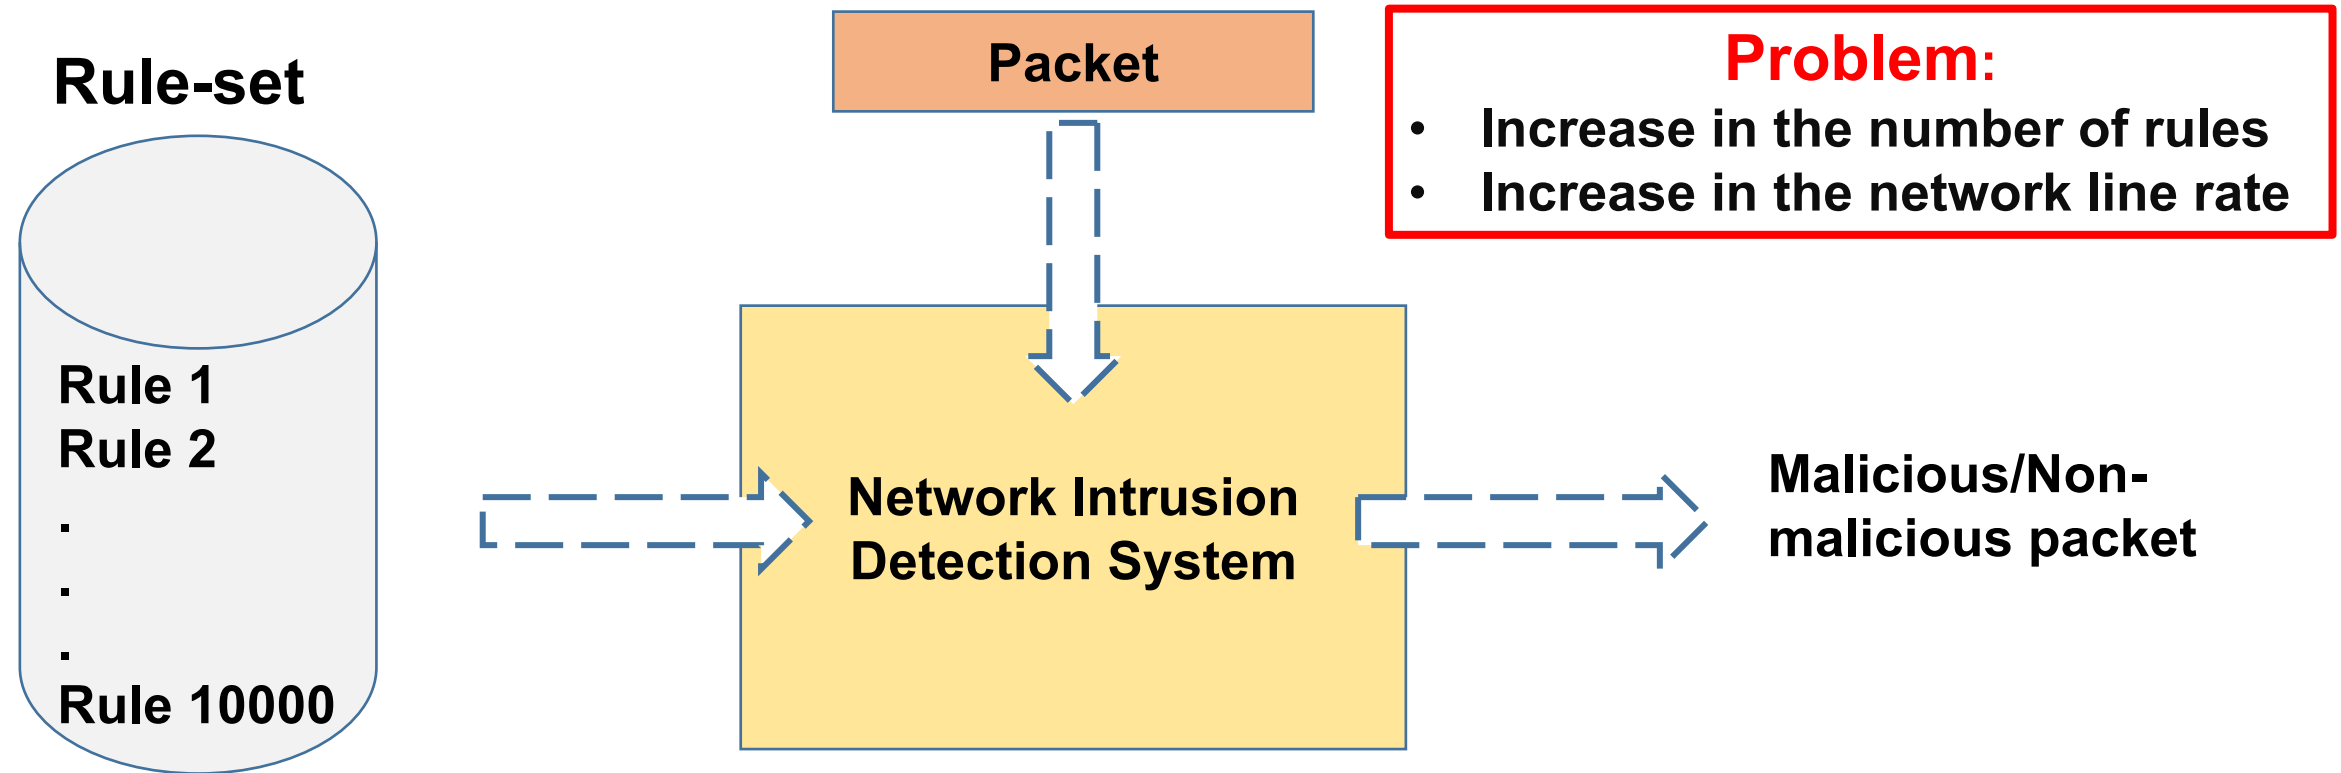 Rule-set
Rule 1
Rule 2
.
.
.
Rule 10000
Packet
Network Intrusion
Detection System
Problem:
• Increase in the number of rules
• Increase in the network line rate
Malicious/Non-
malicious packet